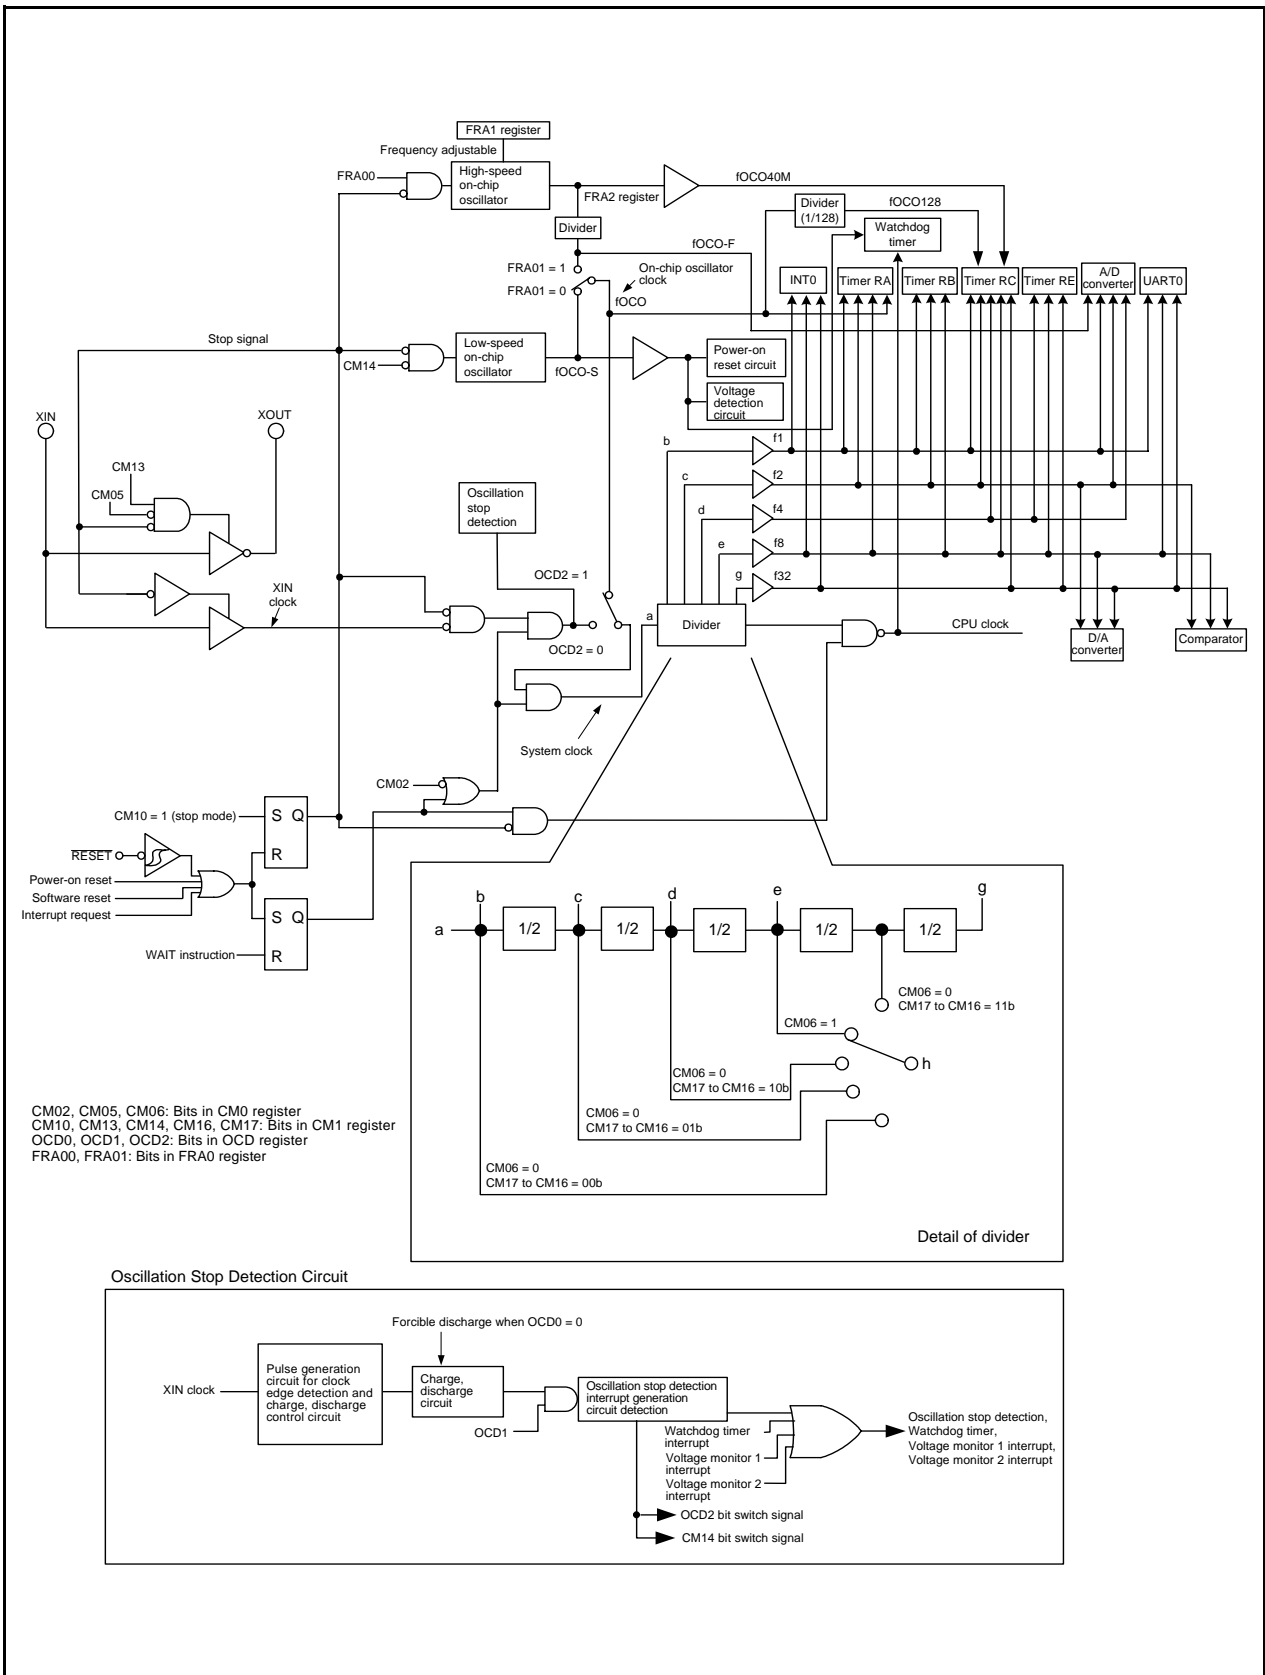 FRA1 register
Frequency adjustable
FRA00
High-speed
on-chip
oscillator
FRA2 register
fOCO40M
Divider
Divider
(1/128)
fOCO128
Watchdog
timer
fOCO-F
FRA01 = 1
FRA01 = 0
On-chip oscillator
clock
fOCO
INT0
Timer RA
Timer RB
Timer RC
Timer RE
A/D
converter
UART0
Stop signal
CM14
Low-speed
on-chip
oscillator
fOCO-S
Power-on
reset circuit
Voltage
detection
circuit
XIN
XOUT
CM13
CM05
Oscillation
stop
detection
b
f1
c
f2
d
f4
e
f8
g
f32
XIN
clock
OCD2 = 1
OCD2 = 0
a
Divider
CPU clock
D/A
converter
Comparator
System clock
CM02
CM10 = 1 (stop mode)
S Q
R
RESET
Power-on reset
Software reset
Interrupt request
S Q
R
WAIT instruction
b
c
d
e
g
a
1/2
1/2
1/2
1/2
1/2
CM06 = 0
CM17 to CM16 = 11b
CM06 = 1
h
CM06 = 0
CM17 to CM16 = 10b
CM06 = 0
CM17 to CM16 = 01b
CM06 = 0
CM17 to CM16 = 00b
Detail of divider
CM02, CM05, CM06: Bits in CM0 register
CM10, CM13, CM14, CM16, CM17: Bits in CM1 register
OCD0, OCD1, OCD2: Bits in OCD register
FRA00, FRA01: Bits in FRA0 register
Oscillation Stop Detection Circuit
Forcible discharge when OCD0 = 0
XIN clock
Pulse generation
circuit for clock
edge detection and
charge, discharge
control circuit
Charge,
discharge
circuit
OCD1
Oscillation stop detection
interrupt generation
circuit detection
Watchdog timer
interrupt
Voltage monitor 1
interrupt
Voltage monitor 2
interrupt
Oscillation stop detection,
Watchdog timer,
Voltage monitor 1 interrupt,
Voltage monitor 2 interrupt
OCD2 bit switch signal
CM14 bit switch signal